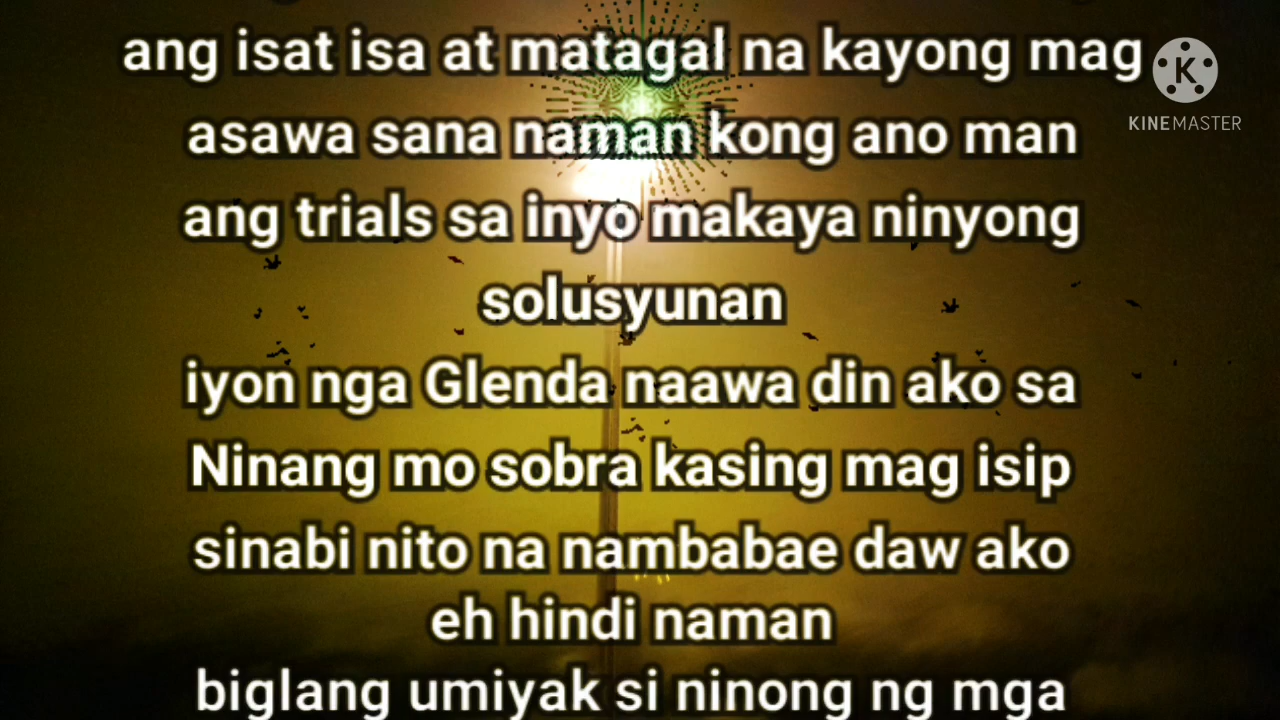 ang isat isa at matagal na kayong mag
asawa sana naman kong ano man
ang trials sa inyo makaya ninyong
solusyunan
iyon nga Glenda naawa din ako sa
Ninang mo sobra kasing mag isip
sinabi nito na nambabae daw ako
eh hindi naman
biglang umiyak si ninong ng mga
K
KINEMASTER